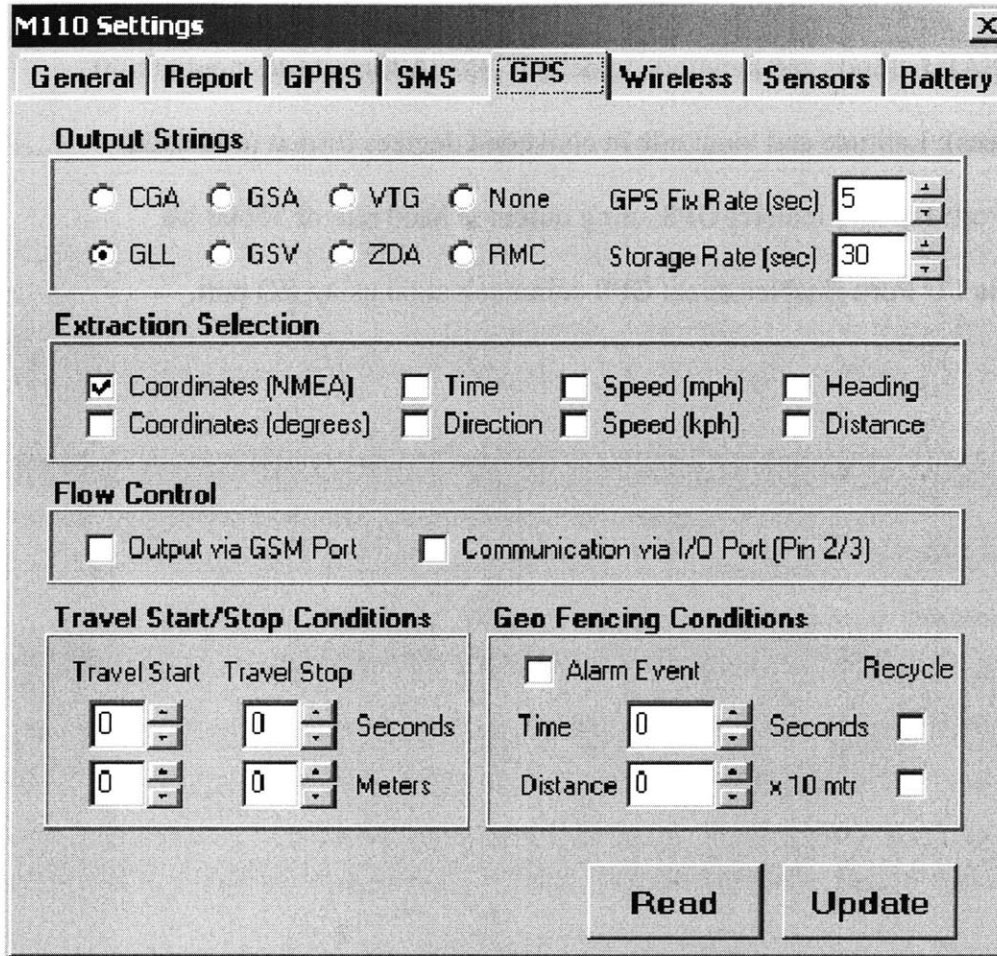 M110 Settings
General Report GPRS SMS GPS Wireless Sensors Battery
Output Strings
CGA GSA VTG None GPS Fix Rate (sec) 5
GLL GSV ZDA RMC Storage Rate (sec) 30
Extraction Selection
Coordinates (NMEA) Time Speed (mph) Heading
Coordinates (degrees) Direction Speed (kph) Distance
Flow Control
Output via GSM Port Communication via I/O Port (Pin 2/3)
Travel Start/Stop Conditions Geo Fencing Conditions
Travel Start Travel Stop Alarm Event Recycle
0 0 Seconds Time 0 Seconds
0 0 Meters Distance 0 x 10 mtr
Read Update